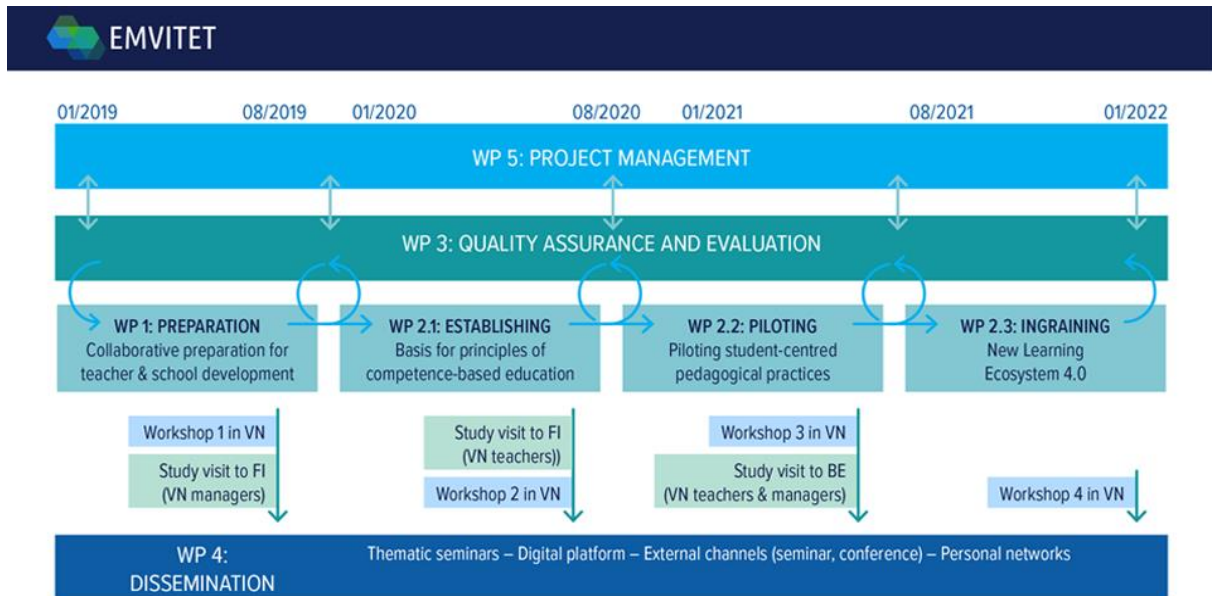 EMVITET
01/2019 08/2019 01/2020 08/2020 01/2021 08/2021 01/2022
WP 5: PROJECT MANAGEMENT
WP 3: QUALITY ASSURANCE AND EVALUATION
WP 1: PREPARATION
Collaborative preparation for
teacher & school development
WP 2.1: ESTABLISHING
Basis for principles of
competence-based education
WP 2.2: PILOTING
Piloting student-centred
pedagogical practices
WP 2.3: INGRAINING
New Learning
Ecosystem 4.0
Workshop 1 in VN
Study visit to FI
(VN managers)
Study visit to FI
(VN teachers))
Workshop 2 in VN
Workshop 3 in VN
Study visit to BE
(VN teachers & managers)
Workshop 4 in VN
WP 4:
DISSEMINATION
Thematic seminars – Digital platform – External channels (seminar, conference) – Personal networks